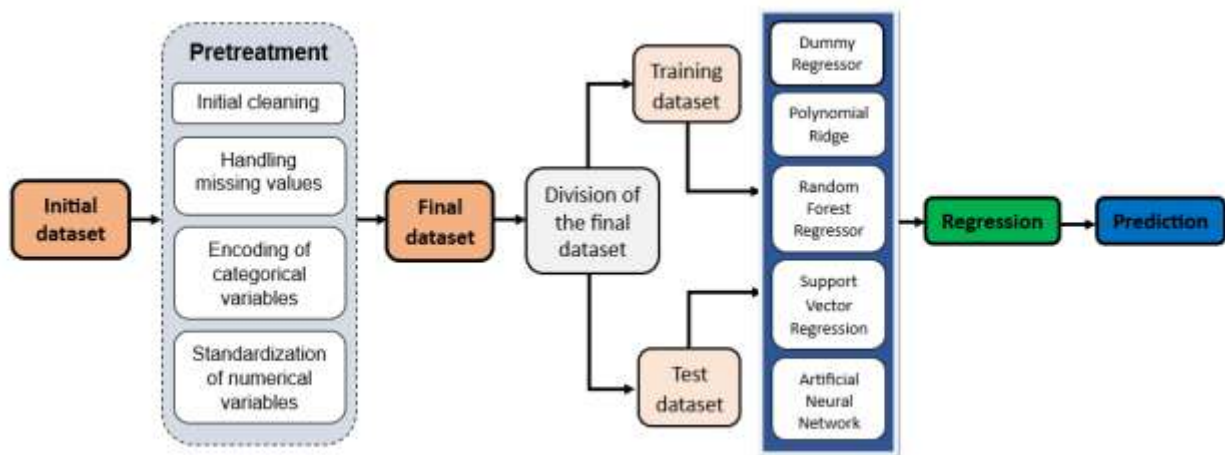 Initial
dataset
Pretreatment
Initial cleaning
Handling
missing values
Encoding of
categorical
variables
Standardization
of numerical
variables
Final
dataset
Division of
the final
dataset
Training
dataset
Test
dataset
Dummy
Regressor
Polynomial
Ridge
Random
Forest
Regressor
Support
Vector
Regression
Artificial
Neural
Network
Regression
Prediction